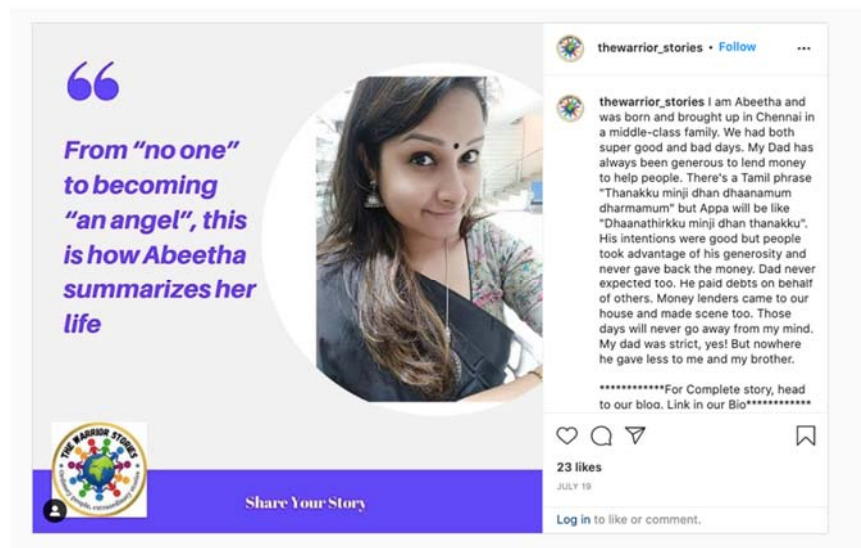 “
From “no one”
to becoming
“an angel”, this
is how Abeetha
summarizes her
life
THE WARRIOR STORIES
Ordinary people, extraordinary stories
Share Your Story
thewarrior_stories • Follow
thewarrior_stories I am Abeetha and
was born and brought up in Chennai in
a middle-class family. We had both
super good and bad days. My Dad has
always been generous to lend money
to help people. There's a Tamil phrase
"Thanakku minji dhan dhaanamum
dharmamum" but Appa will be like
"Dhaanathirkku minji dhan thanakku".
His intentions were good but people
took advantage of his generosity and
never gave back the money. Dad never
expected too. He paid debts on behalf
of others. Money lenders came to our
house and made scene too. Those
days will never go away from my mind.
My dad was strict, yes! But nowhere
he gave less to me and my brother.
************For Complete story, head
to our blog. Link in our Bio************
23 likes
JULY 19
Log in to like or comment.